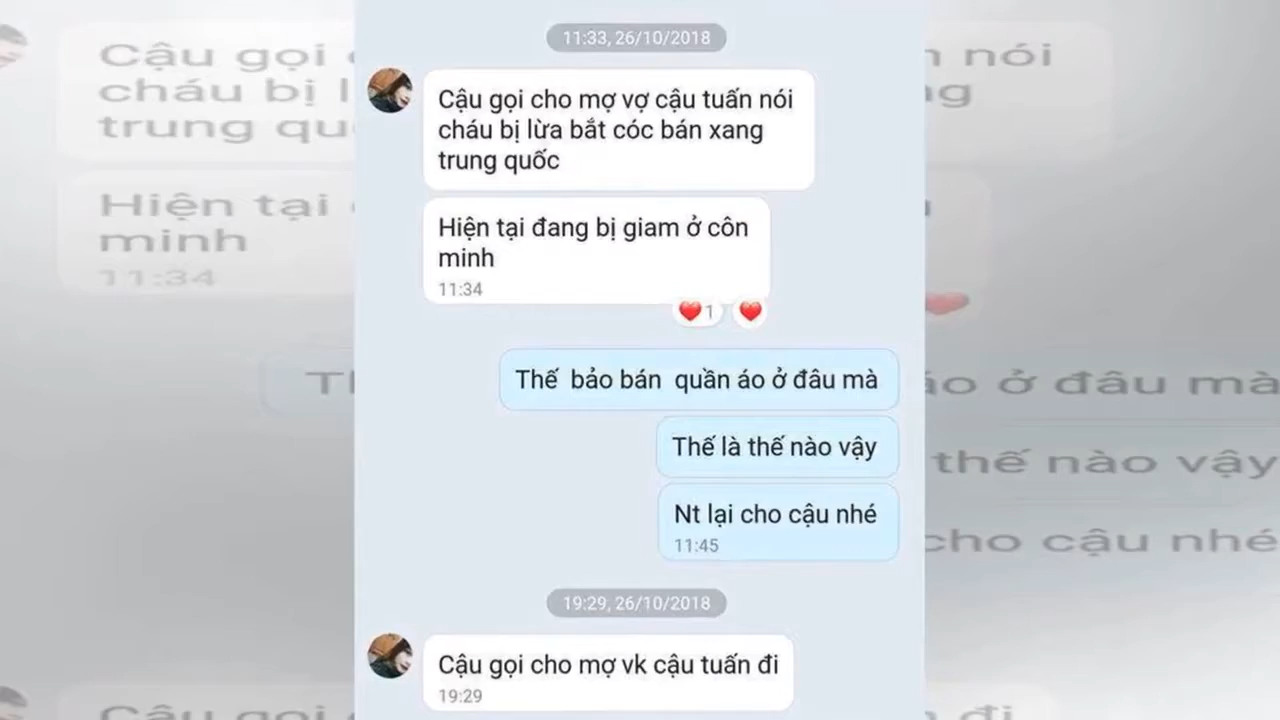 11:33, 26/10/2018
Cậu gọi cho mợ vợ cậu tuấn nói
cháu bị lừa bắt cóc bán xang
trung quốc
Hiện tại đang bị giam ở côn
minh
11:34
1
Thế bảo bán quần áo ở đâu mà
Thế là thế nào vậy
Nt lại cho cậu nhé
11:45
19:29, 26/10/2018
Cậu gọi cho mợ vk cậu tuấn đi
19:29